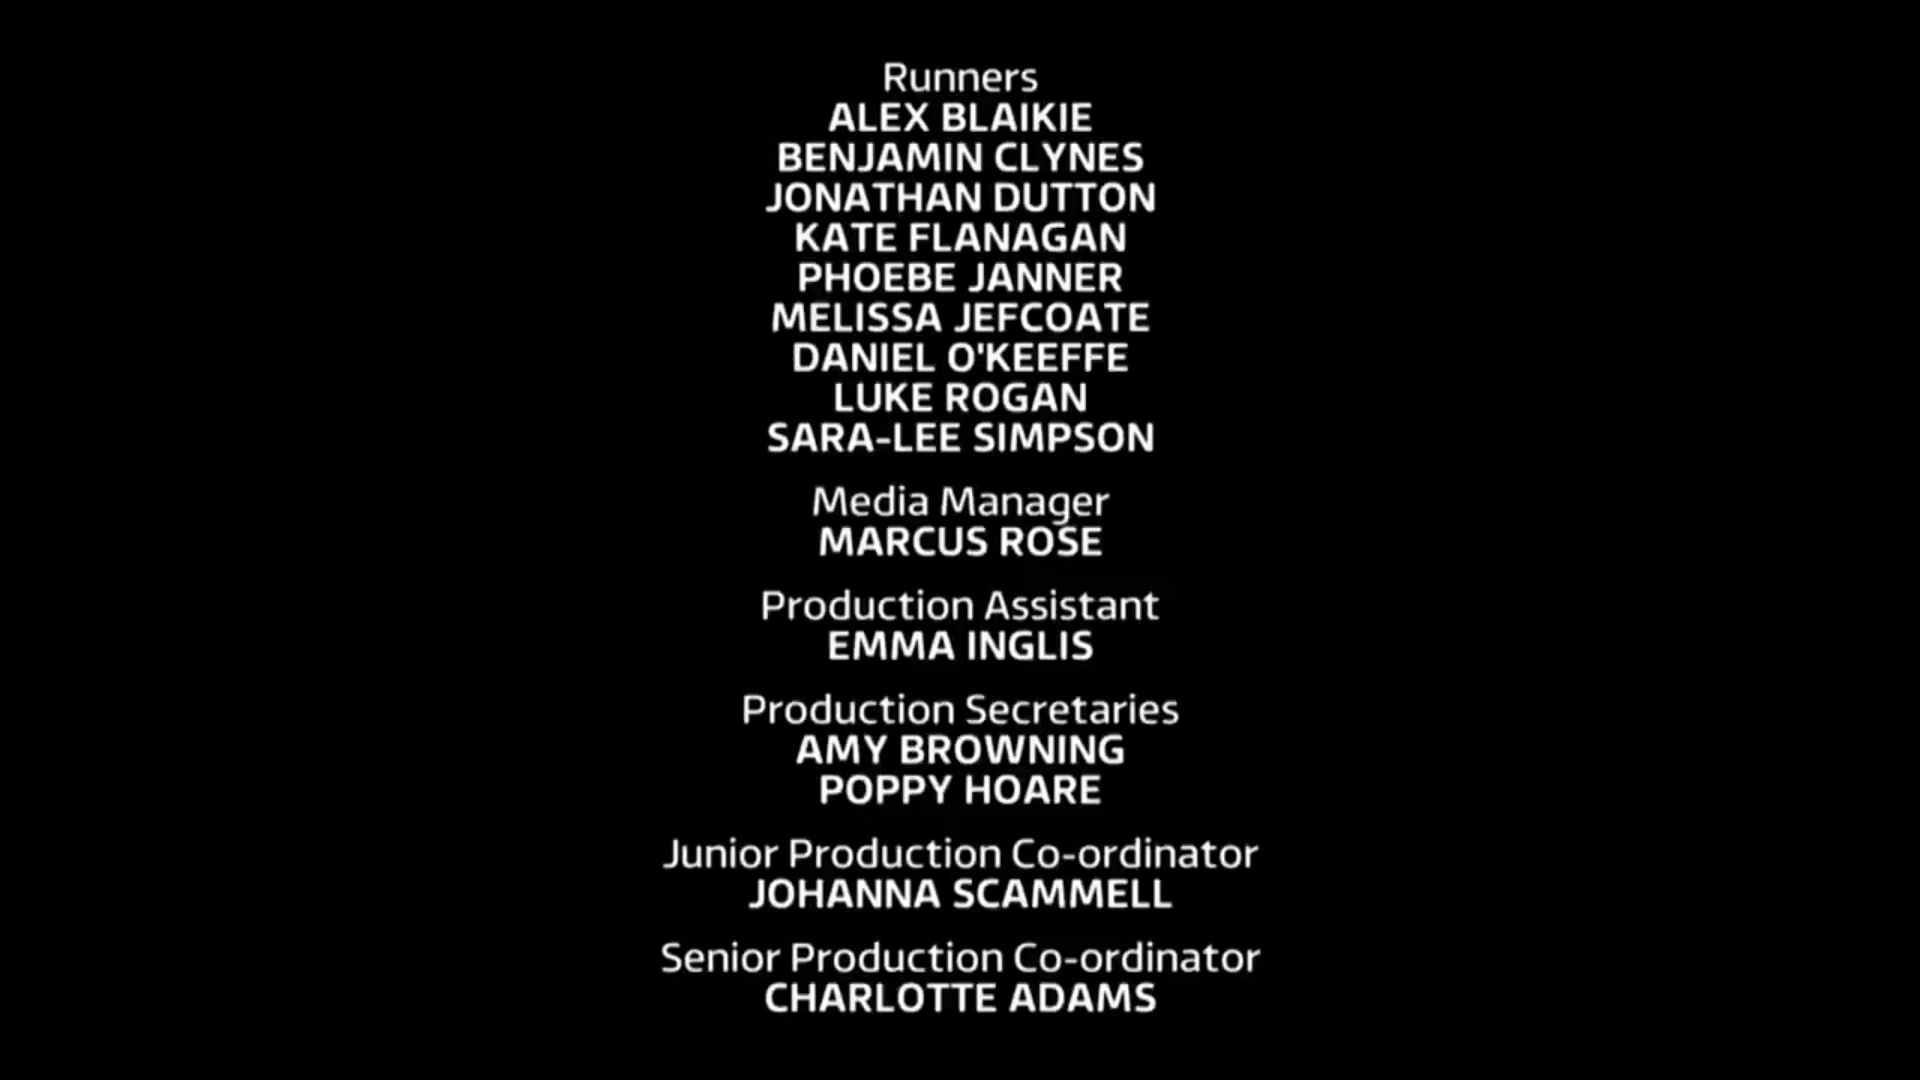 Runners
ALEX BLAIKIE
BENJAMIN CLYNES
JONATHAN DUTTON
KATE FLANAGAN
PHOEBE JANNER
MELISSA JEFCOATE
DANIEL O'KEEFFE
LUKE ROGAN
SARA-LEE SIMPSON
Media Manager
MARCUS ROSE
Production Assistant
EMMA INGLIS
Production Secretaries
AMY BROWNING
POPPY HOARE
Junior Production Co-ordinator
JOHANNA SCAMMELL
Senior Production Co-ordinator
CHARLOTTE ADAMS